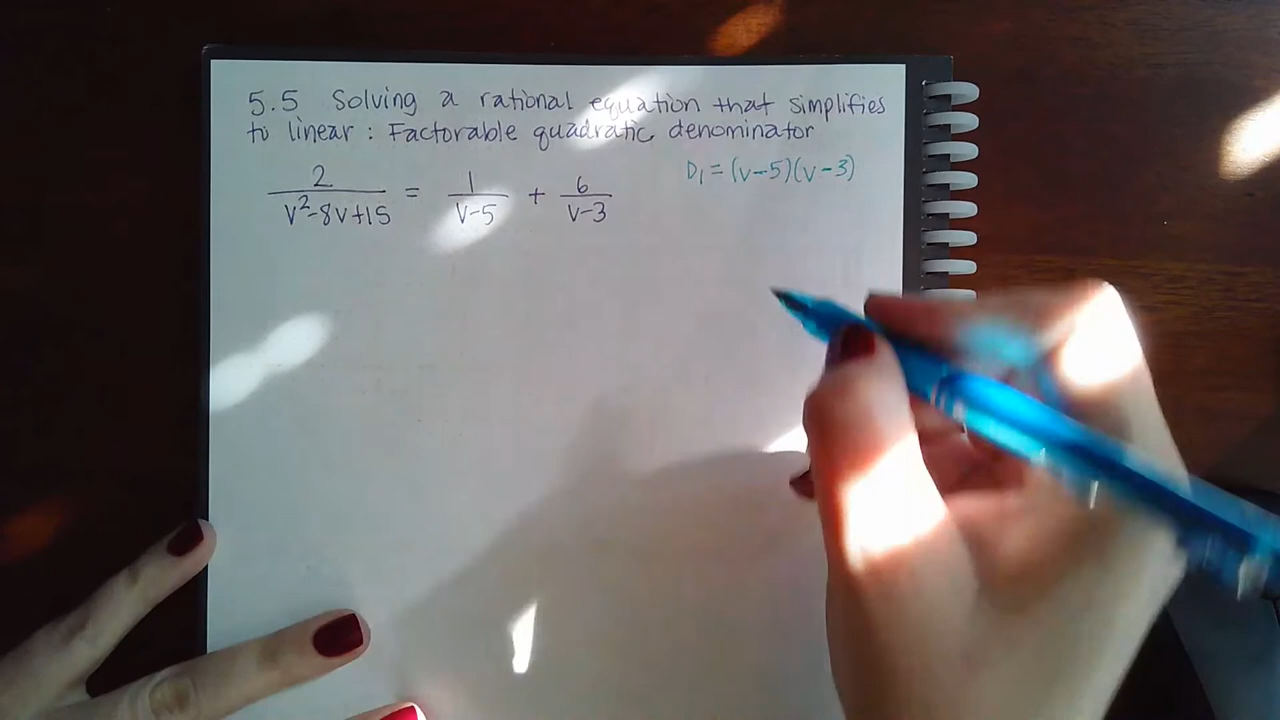 5.5 Solving a rational equation that simplifies
to linear: Factorable quadratic denominator
D₁ = (v-5)(v-3)
2/(v²-8v+15) = 1/(v-5) + 6/(v-3)